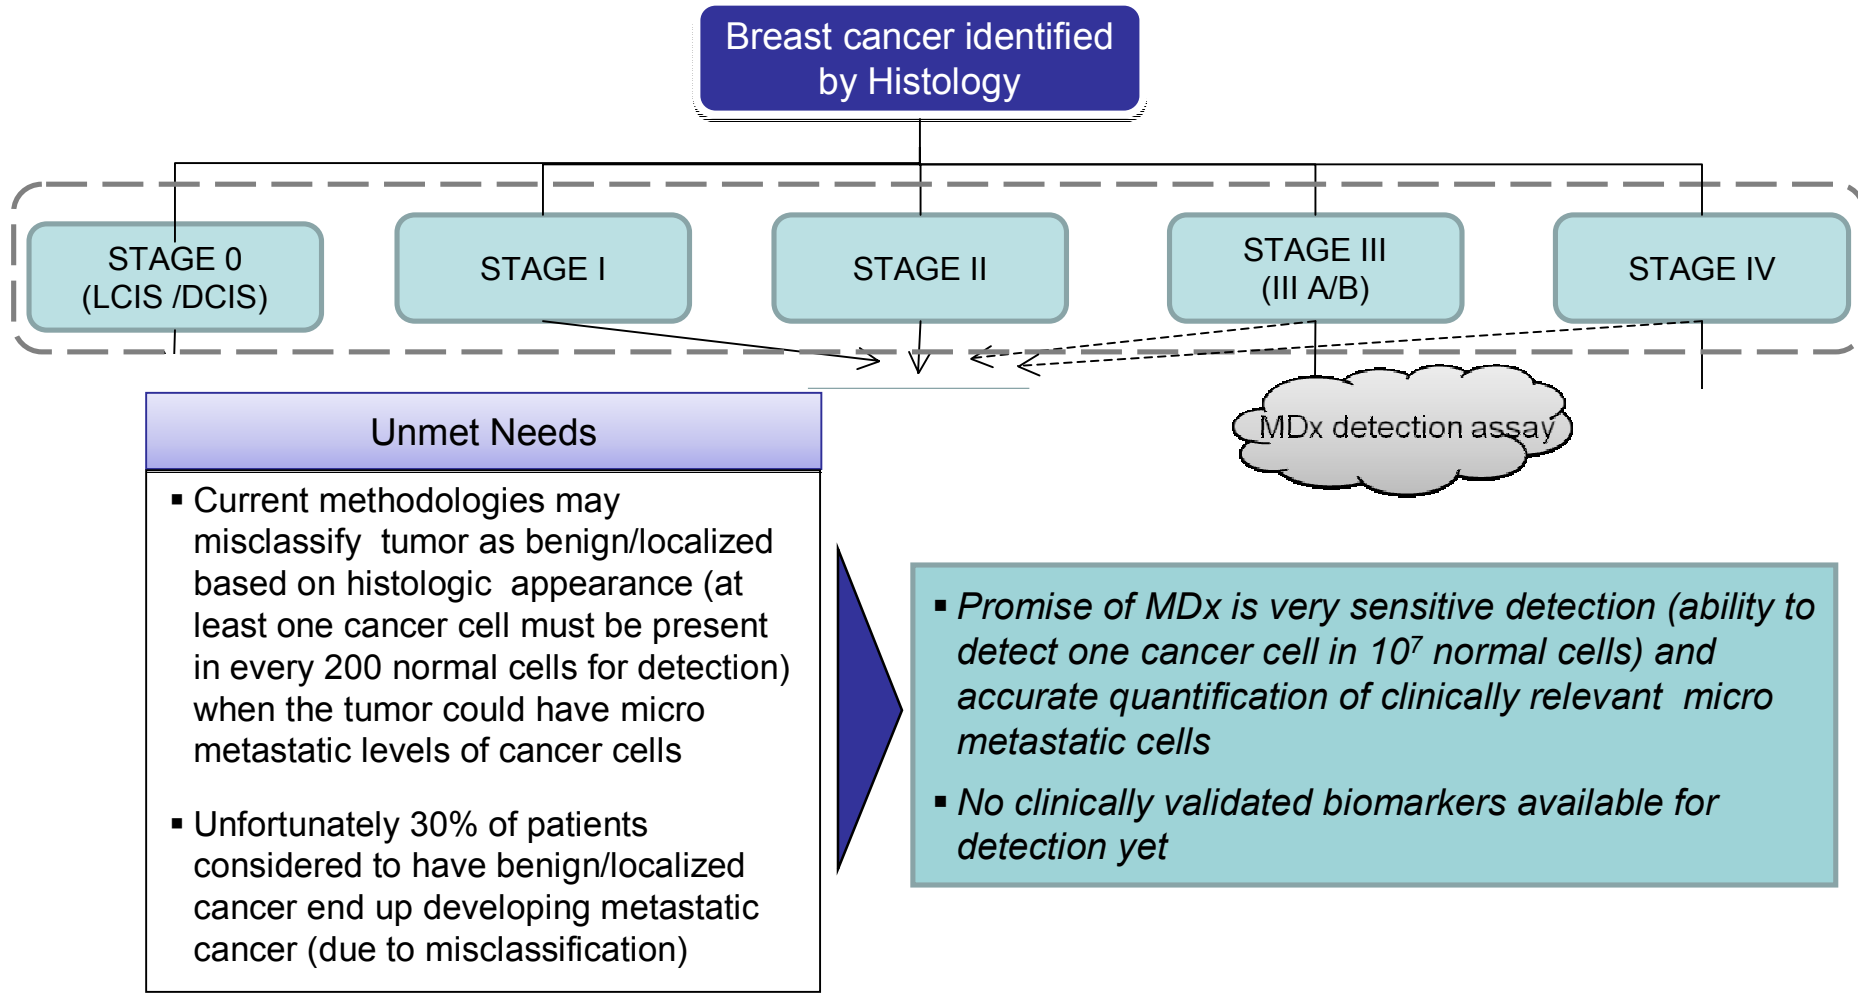 Breast cancer identified
by Histology
STAGE 0
(LCIS /DCIS)
STAGE I
STAGE II
STAGE III
(III A/B)
STAGE IV
MDx detection assay
Unmet Needs
▪ Current methodologies may
misclassify tumor as benign/localized
based on histologic appearance (at
least one cancer cell must be present
in every 200 normal cells for detection)
when the tumor could have micro
metastatic levels of cancer cells
▪ Unfortunately 30% of patients
considered to have benign/localized
cancer end up developing metastatic
cancer (due to misclassification)
▪ Promise of MDx is very sensitive detection (ability to
detect one cancer cell in 10⁷ normal cells) and
accurate quantification of clinically relevant micro
metastatic cells
▪ No clinically validated biomarkers available for
detection yet